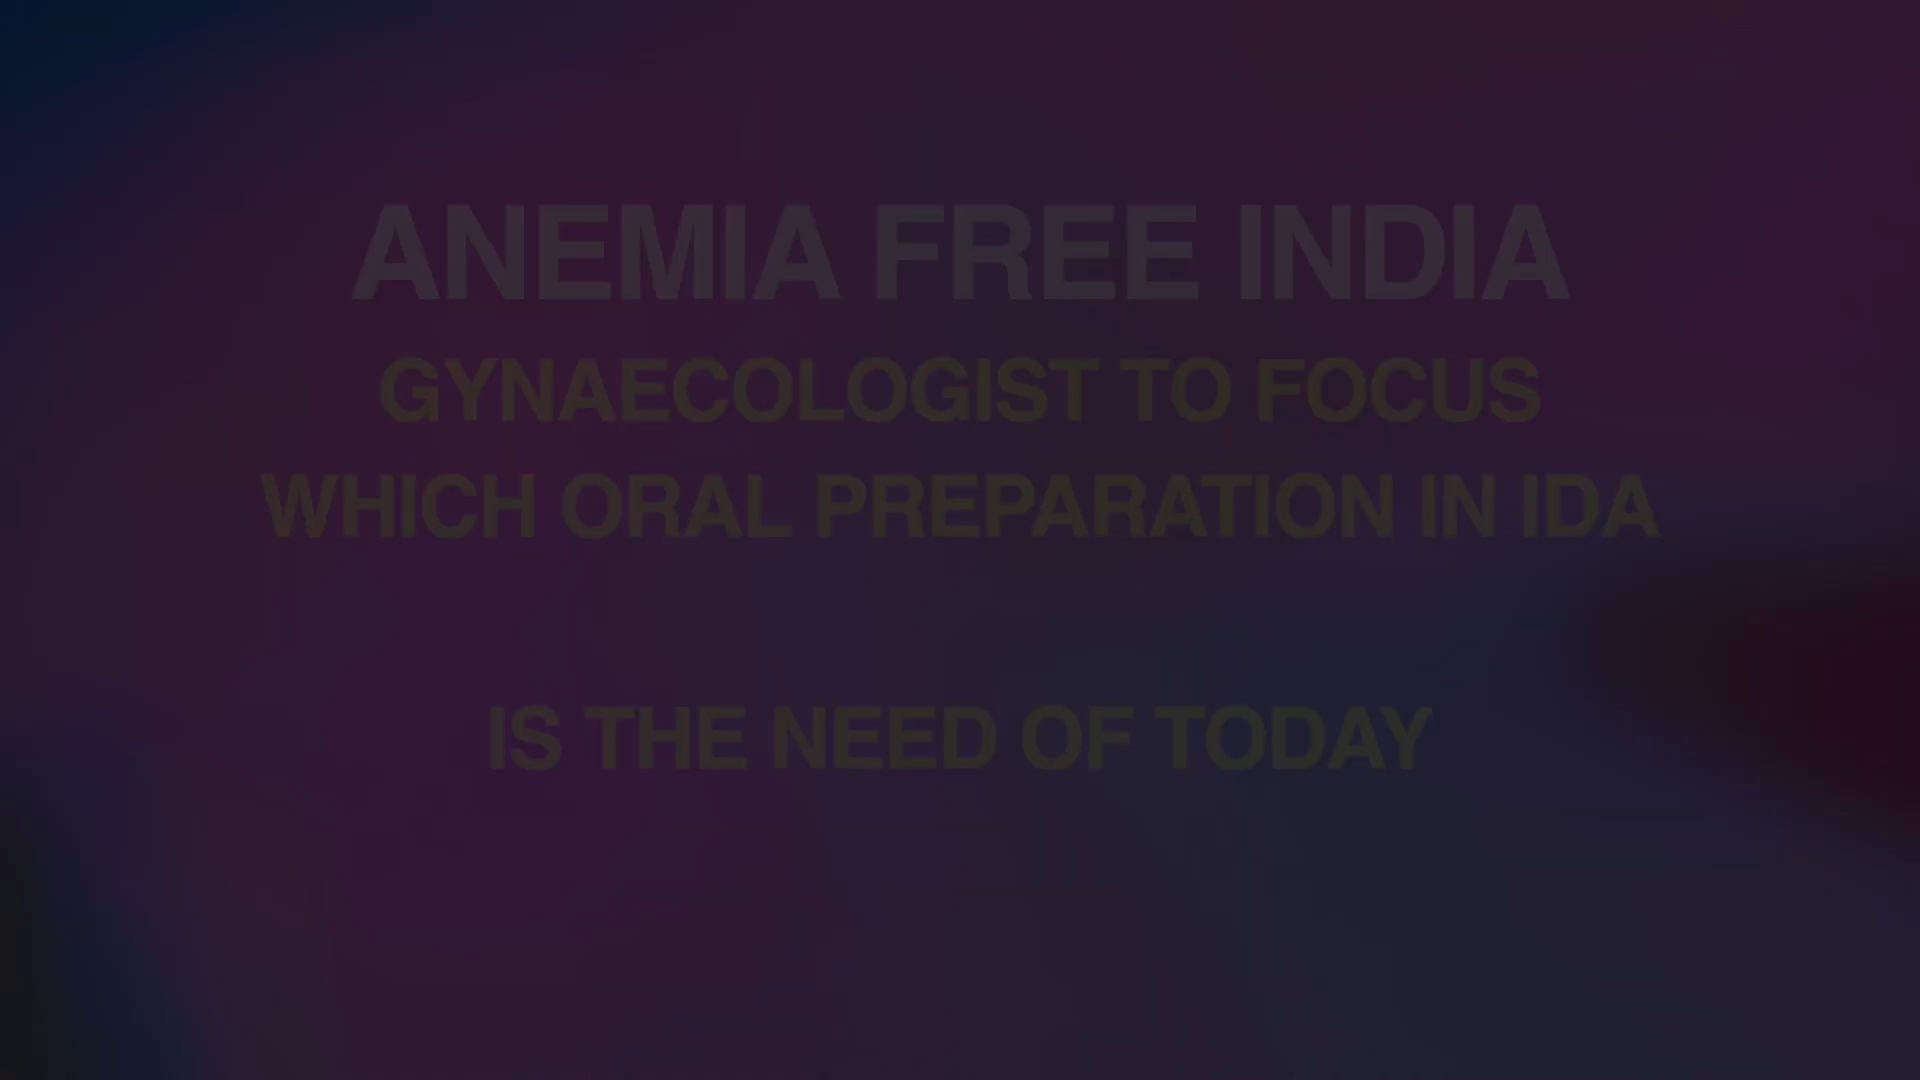 ANEMIA FREE INDIA
GYNAECOLOGIST TO FOCUS
WHICH ORAL PREPARATION IN IDA
IS THE NEED OF TODAY